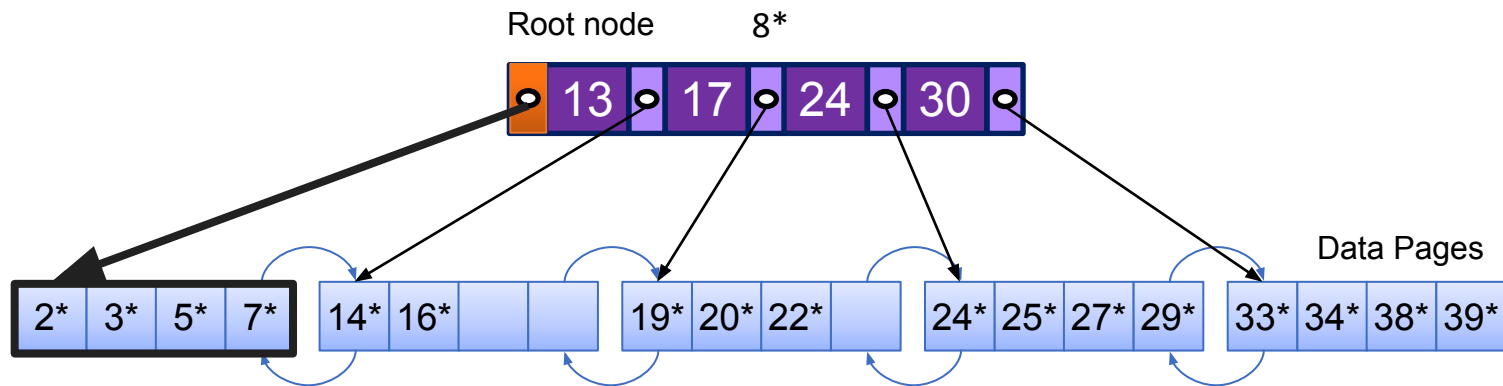 Root node 8*
13 17 24 30
Data Pages
2* 3* 5* 7* 14* 16* 19* 20* 22* 24* 25* 27* 29* 33* 34* 38* 39*